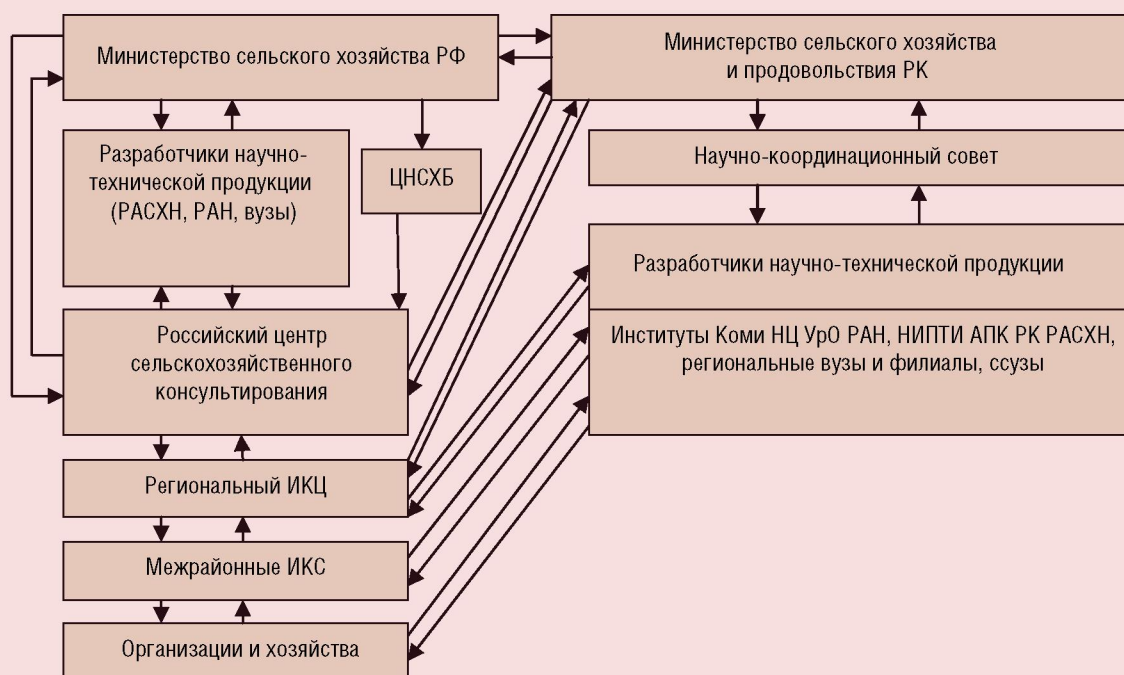 Министерство сельского хозяйства РФ
Министерство сельского хозяйства
и продовольствия РК
Разработчики научно-
технической продукции
(РАСХН, РАН, вузы)
ЦНСХБ
Научно-координационный совет
Разработчики научно-технической продукции
Институты Коми НЦ УрО РАН, НИПТИ АПК РК РАСХН,
региональные вузы и филиалы, ссузы
Российский центр
сельскохозяйственного
консультирования
Региональный ИКЦ
Межрайонные ИКС
Организации и хозяйства